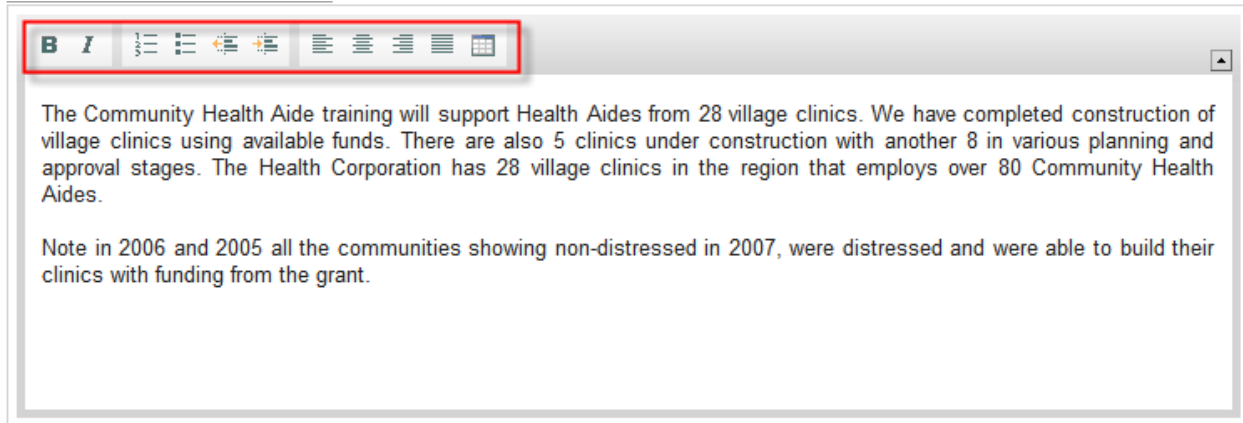 B I
The Community Health Aide training will support Health Aides from 28 village clinics. We have completed construction of
village clinics using available funds. There are also 5 clinics under construction with another 8 in various planning and
approval stages. The Health Corporation has 28 village clinics in the region that employs over 80 Community Health
Aides.
Note in 2006 and 2005 all the communities showing non-distressed in 2007, were distressed and were able to build their
clinics with funding from the grant.